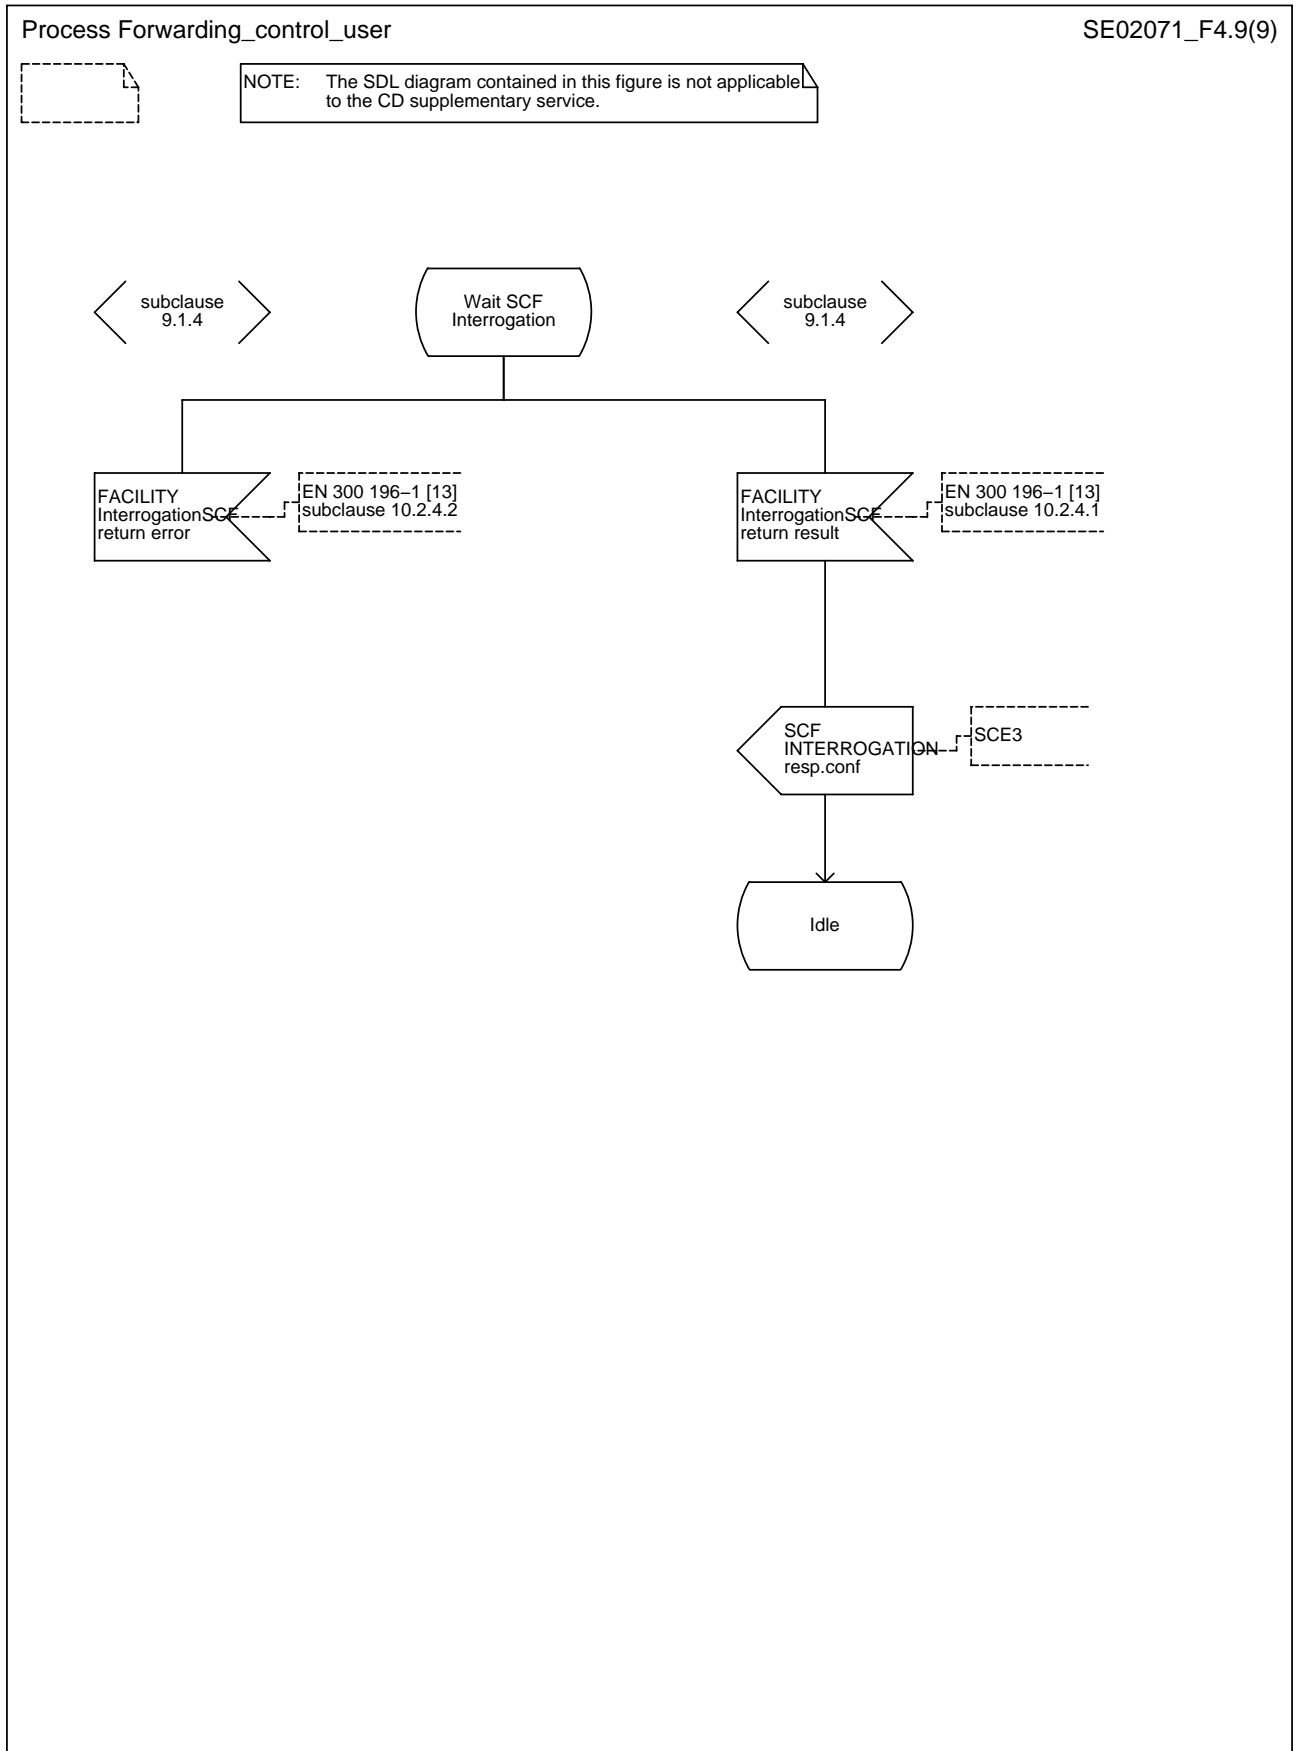 Process Forwarding_control_user
SE02071_F4.9(9)
NOTE: The SDL diagram contained in this figure is not applicable
to the CD supplementary service.
subclause
9.1.4
Wait SCF
Interrogation
subclause
9.1.4
FACILITY
InterrogationSCF
return error
EN 300 196–1 [13]
subclause 10.2.4.2
FACILITY
InterrogationSCF
return result
EN 300 196–1 [13]
subclause 10.2.4.1
SCF
INTERROGATION
resp.conf
SCE3
Idle